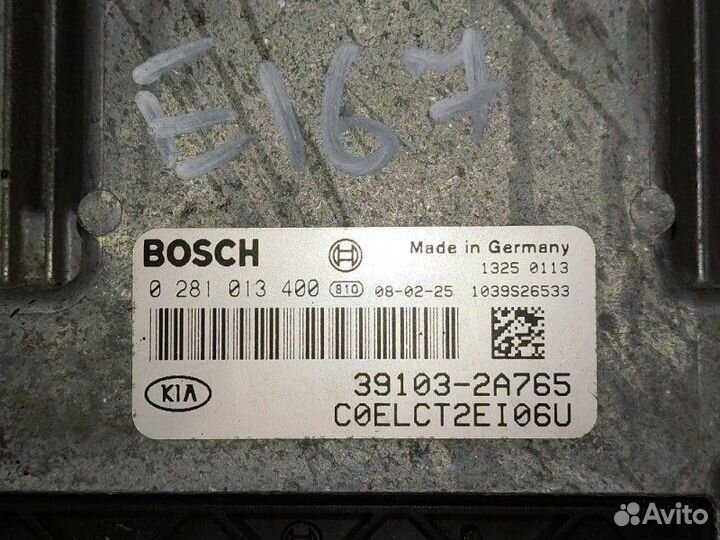 Ё167
BOSCH
Made in Germany
1325 0113
0 281 013 400 810 08-02-25 1039S26533
KIA
39103-2A765
C0ELCT2EI06U
Avito